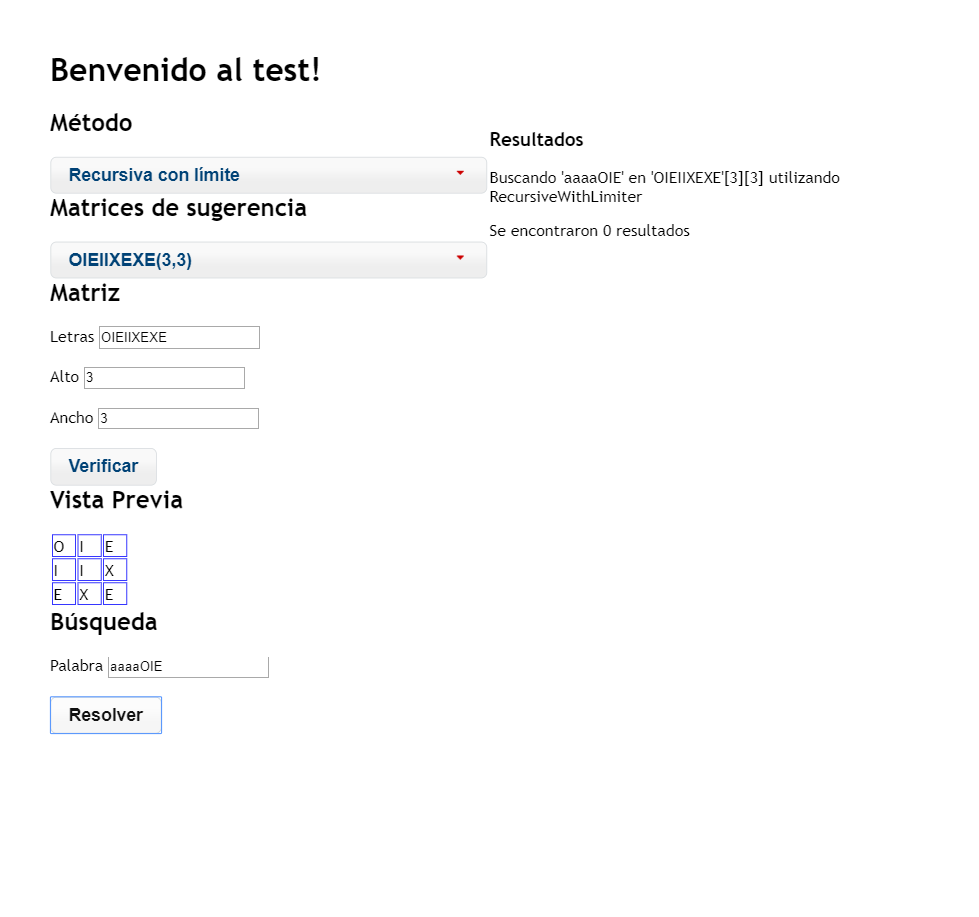 Benvenido al test!
Método
Recursiva con límite
Matrices de sugerencia
OIEIIXEXE(3,3)
Matriz
Letras OIEIIXEXE
Alto 3
Ancho 3
Verificar
Vista Previa
O I E
I I X
E X E
Búsqueda
Palabra aaaaOIE
Resolver
Resultados
Buscando 'aaaaOIE' en 'OIEIIXEXE'[3][3] utilizando
RecursiveWithLimiter
Se encontraron 0 resultados